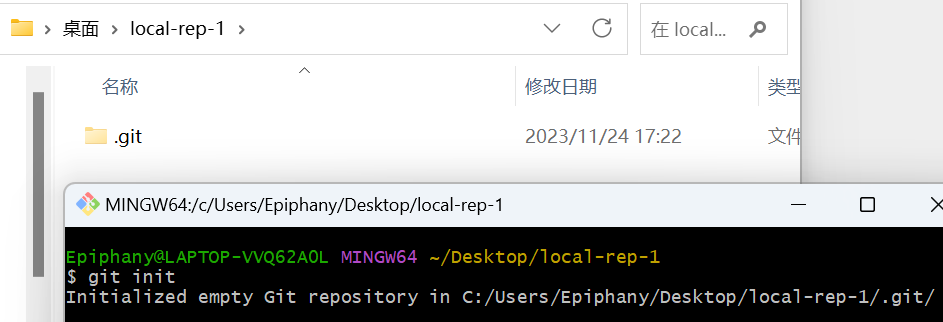 桌面 local-rep-1
在 local...
名称 修改日期 类型
.git 2023/11/24 17:22 文件
MINGW64:/c/Users/Epiphany/Desktop/local-rep-1
Epiphany@LAPTOP-VVQ62AOL MINGW64 ~/Desktop/local-rep-1
$ git init
Initialized empty Git repository in C:/Users/Epiphany/Desktop/local-rep-1/.git/